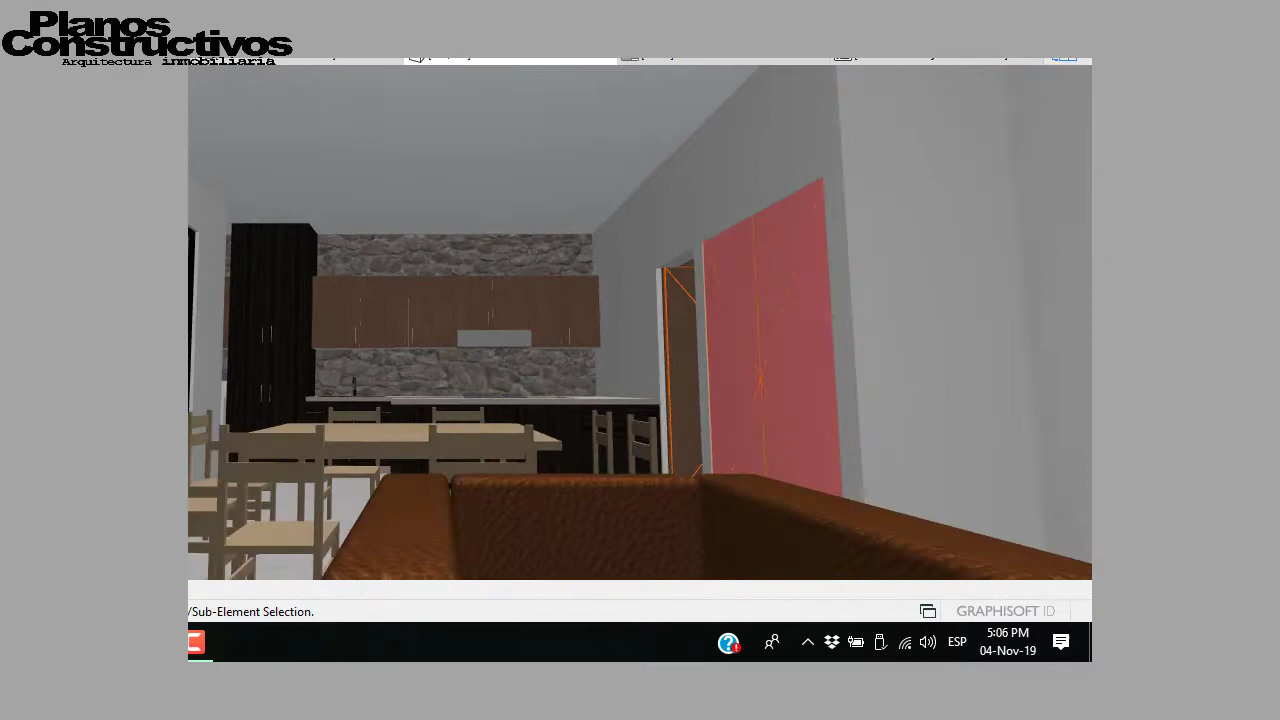 Planos
Constructivos
Arquitectura inmobiliaria
/Sub-Element Selection.
GRAPHISOFT ID
ESP
5:06 PM
04-Nov-19